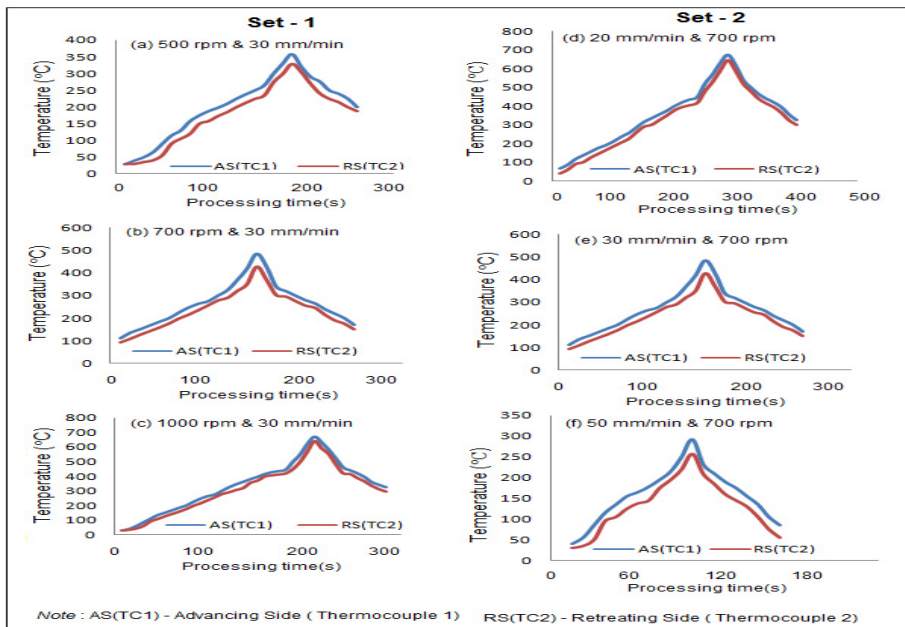 Set - 1
(a) 500 rpm & 30 mm/min
Temperature (ºC)
400
350
300
250
200
150
100
50
0
AS(TC1)
RS(TC2)
0
100
200
300
Processing time(s)
(b) 700 rpm & 30 mm/min
Temperature (ºC)
600
500
400
300
200
100
0
AS(TC1)
RS(TC2)
0
100
200
300
Processing time(s)
(c) 1000 rpm & 30 mm/min
Temperature (ºC)
800
700
600
500
400
300
200
100
0
AS(TC1)
RS(TC2)
0
100
200
300
Processing time(s)
Set - 2
(d) 20 mm/min & 700 rpm
Temperature (ºC)
800
700
600
500
400
300
200
100
0
AS(TC1)
RS(TC2)
0
100
200
300
400
500
Processing time(s)
(e) 30 mm/min & 700 rpm
Temperature (ºC)
600
500
400
300
200
100
0
AS(TC1)
RS(TC2)
0
100
200
300
Processing time(s)
(f) 50 mm/min & 700 rpm
Temperature (ºC)
350
300
250
200
150
100
50
0
AS(TC1)
RS(TC2)
0
60
120
180
Processing time(s)
Note : AS(TC1) - Advancing Side ( Thermocouple 1) RS(TC2) - Retreating Side ( Thermocouple 2)